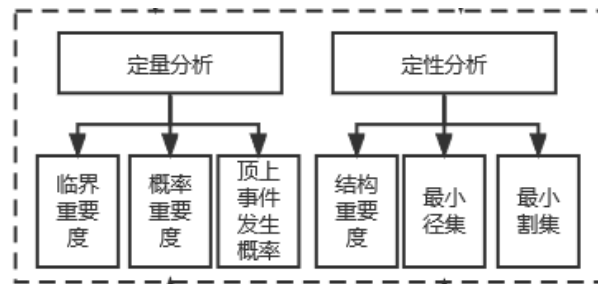 定量分析
定性分析
临界
重要
度
概率
重要
度
顶上
事件
发生
概率
结构
重要
度
最小
径集
最小
割集